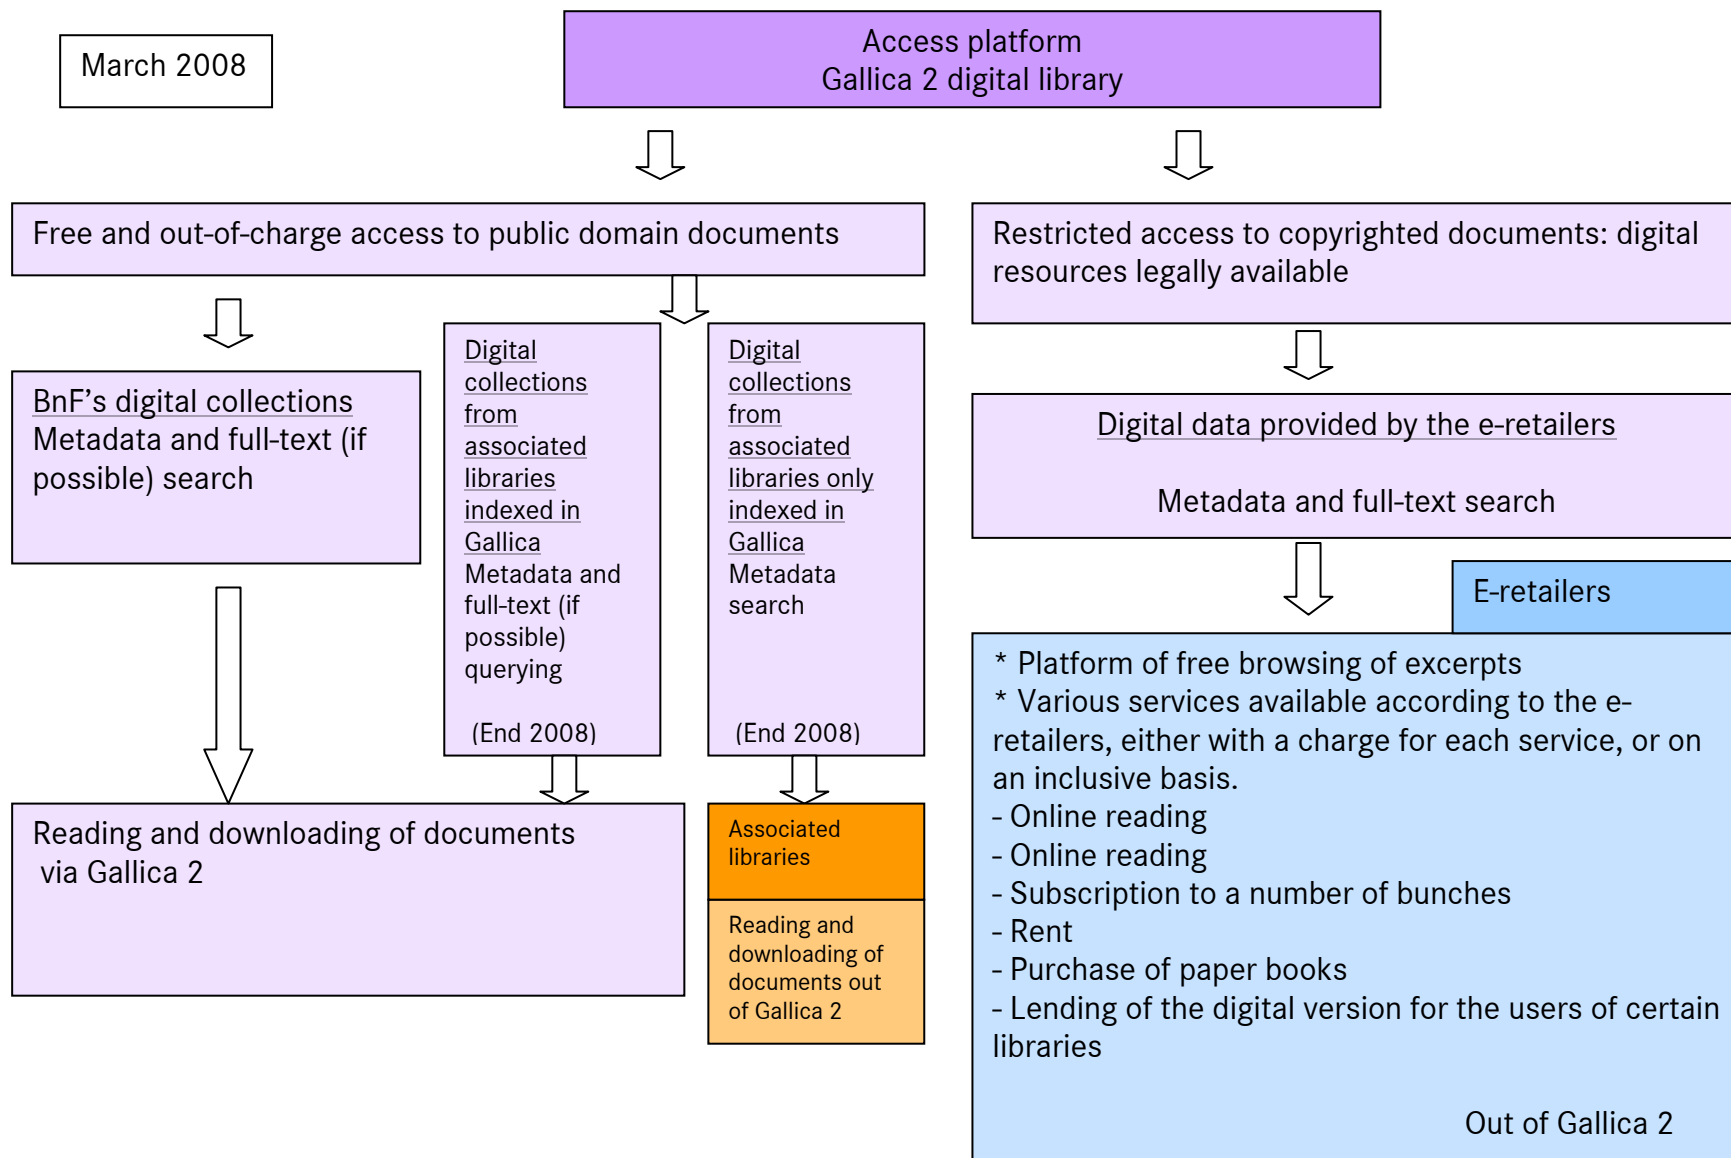 March 2008
Access platform
Gallica 2 digital library
Free and out-of-charge access to public domain documents
Restricted access to copyrighted documents: digital
resources legally available
BnF's digital collections
Metadata and full-text (if
possible) search
Digital
collections
from
associated
libraries
indexed in
Gallica
Metadata and
full-text (if
possible)
querying
(End 2008)
Digital
collections
from
associated
libraries only
indexed in
Gallica
Metadata
search
(End 2008)
Digital data provided by the e-retailers
Metadata and full-text search
E-retailers
* Platform of free browsing of excerpts
* Various services available according to the e-
retailers, either with a charge for each service, or on
an inclusive basis.
- Online reading
- Online reading
- Subscription to a number of bunches
- Rent
- Purchase of paper books
- Lending of the digital version for the users of certain
libraries
Out of Gallica 2
Reading and downloading of documents
via Gallica 2
Associated
libraries
Reading and
downloading of
documents out
of Gallica 2